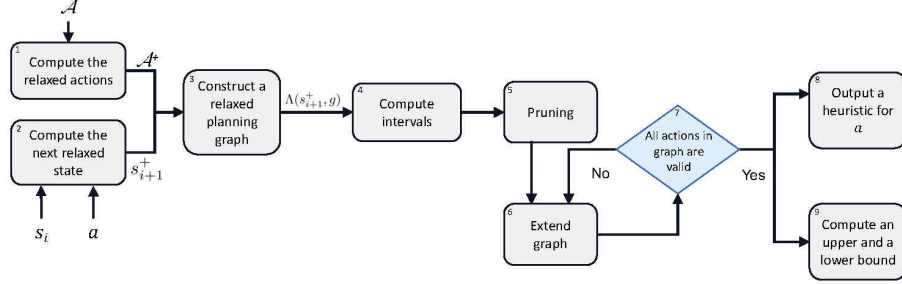 𝒜
1
Compute the
relaxed actions
𝒜⁺
2
Compute the
next relaxed
state
s⁺ᵢ₊₁
sᵢ
a
3
Construct a
relaxed
planning
graph
Λ(s⁺ᵢ₊₁, g)
4
Compute
intervals
5
Pruning
6
Extend
graph
7
All actions in
graph are
valid
No
Yes
8
Output a
heuristic for
a
9
Compute an
upper and a
lower bound